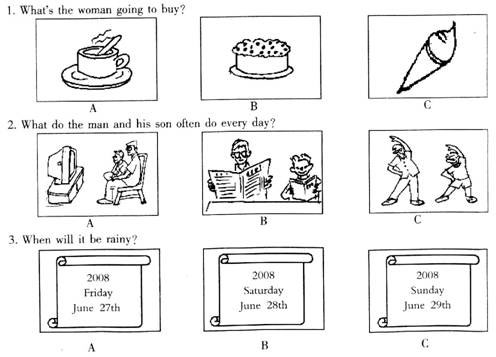 1. What's the woman going to buy?
A B C
2. What do the man and his son often do every day?
A B C
3. When will it be rainy?
2008 2008 2008
Friday Saturday Sunday
June 27th June 28th June 29th
A B C